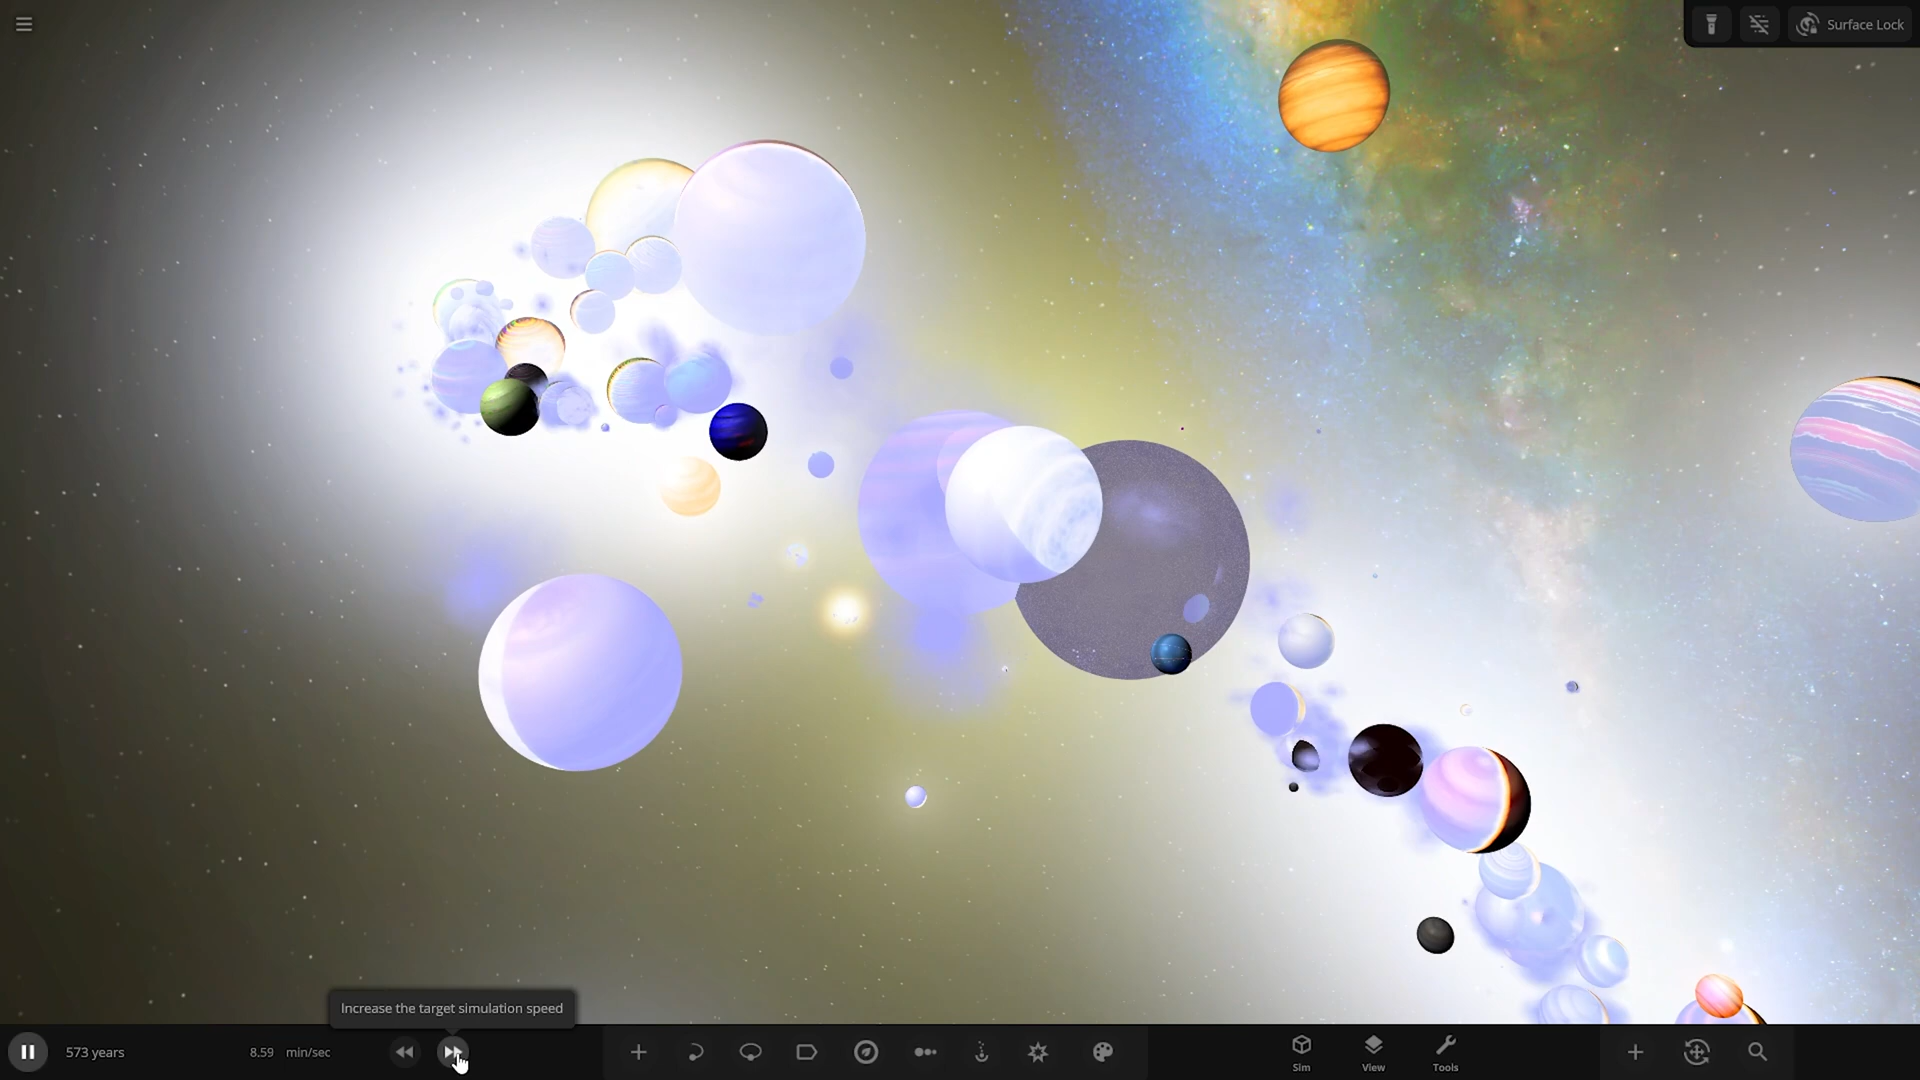 Surface Lock
Increase the target simulation speed
573 years
8.59 min/sec
Sim
View
Tools